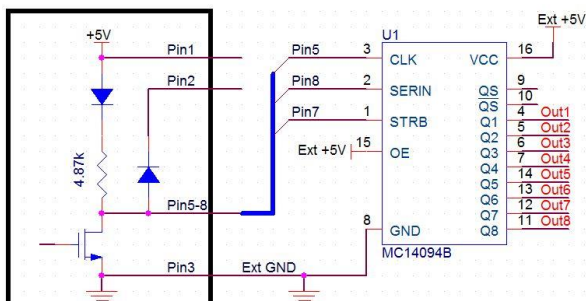 +5V
Pin1
Pin2
4.87k
Pin5-8
Pin3
Ext GND
Pin5
Pin8
Pin7
Ext +5V
U1
3 CLK VCC 16
2 SERIN QS 9
QS 10
1 STRB Q1 4 Out1
Q2 5 Out2
15 OE Q3 6 Out3
Q4 7 Out4
Q5 14 Out5
Q6 13 Out6
Q7 12 Out7
8 GND Q8 11 Out8
MC14094B
Ext +5V